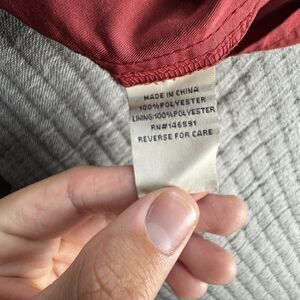 MADE IN CHINA
100%POLYESTER
LINING:100%POLYESTER
RN#146591
REVERSE FOR CARE